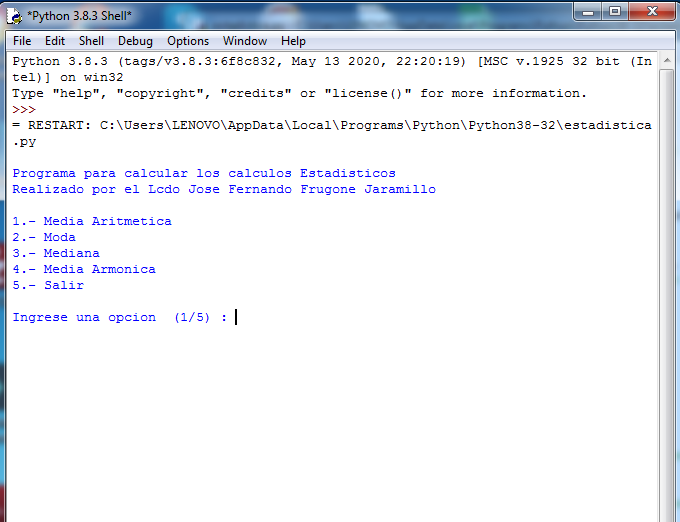 *Python 3.8.3 Shell*
File Edit Shell Debug Options Window Help
Python 3.8.3 (tags/v3.8.3:6f8c832, May 13 2020, 22:20:19) [MSC v.1925 32 bit (In
tel)] on win32
Type "help", "copyright", "credits" or "license()" for more information.
>>>
= RESTART: C:\Users\LENOVO\AppData\Local\Programs\Python\Python38-32\estadistica
.py
Programa para calcular los calculos Estadisticos
Realizado por el Lcdo Jose Fernando Frugone Jaramillo
1.- Media Aritmetica
2.- Moda
3.- Mediana
4.- Media Armonica
5.- Salir
Ingrese una opcion  (1/5) :